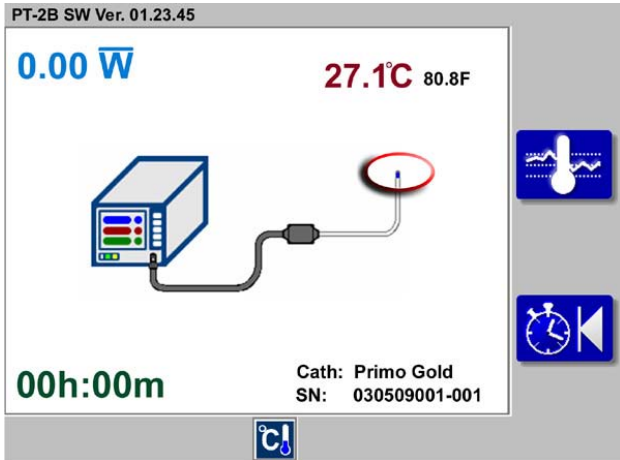 PT-2B SW Ver. 01.23.45
0.00 W̅
27.1°C 80.8F
00h:00m
Cath: Primo Gold
SN: 030509001-001
°C